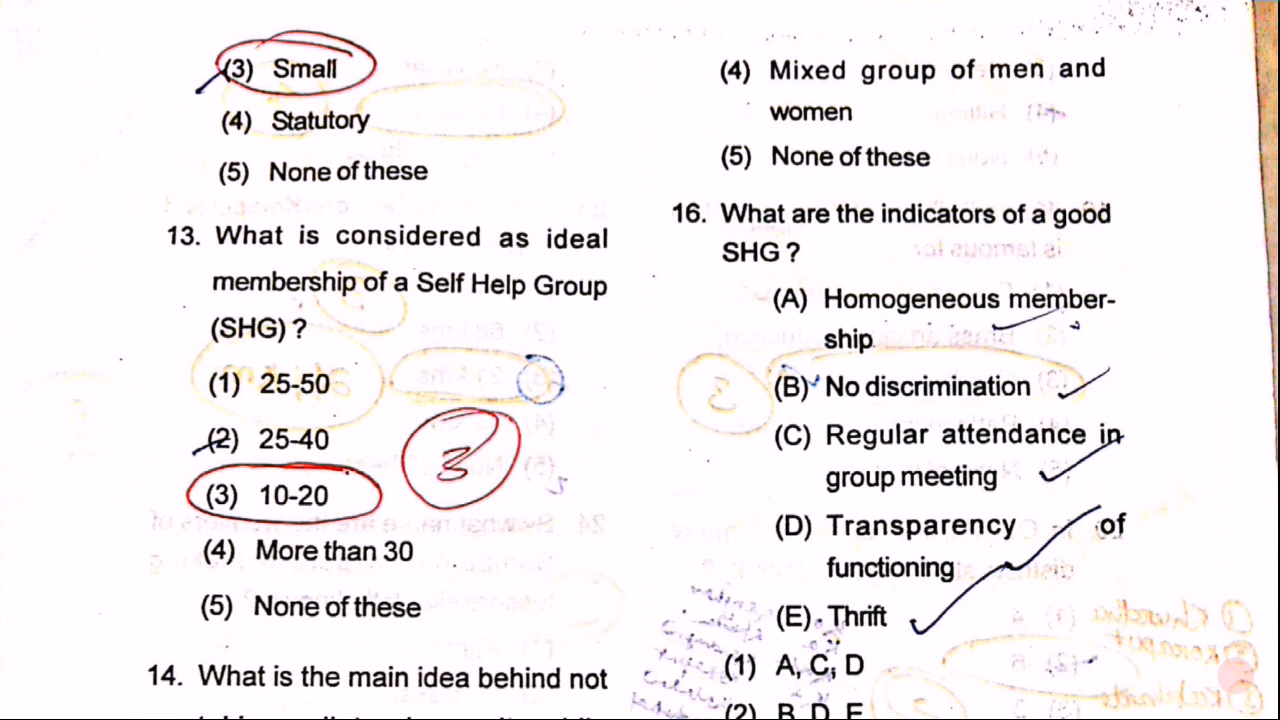 (3) Small
(4) Statutory
(5) None of these
13. What is considered as ideal
membership of a Self Help Group
(SHG) ?
(1) 25-50
(2) 25-40
(3) 10-20
3
(4) More than 30
(5) None of these
14. What is the main idea behind not
(4) Mixed group of men and
women
(5) None of these
16. What are the indicators of a good
SHG ?
(A) Homogeneous member-
ship
(B) No discrimination
(C) Regular attendance in
group meeting
(D) Transparency of
functioning
(E) Thrift
(1) A, C, D
(2) B, D, E